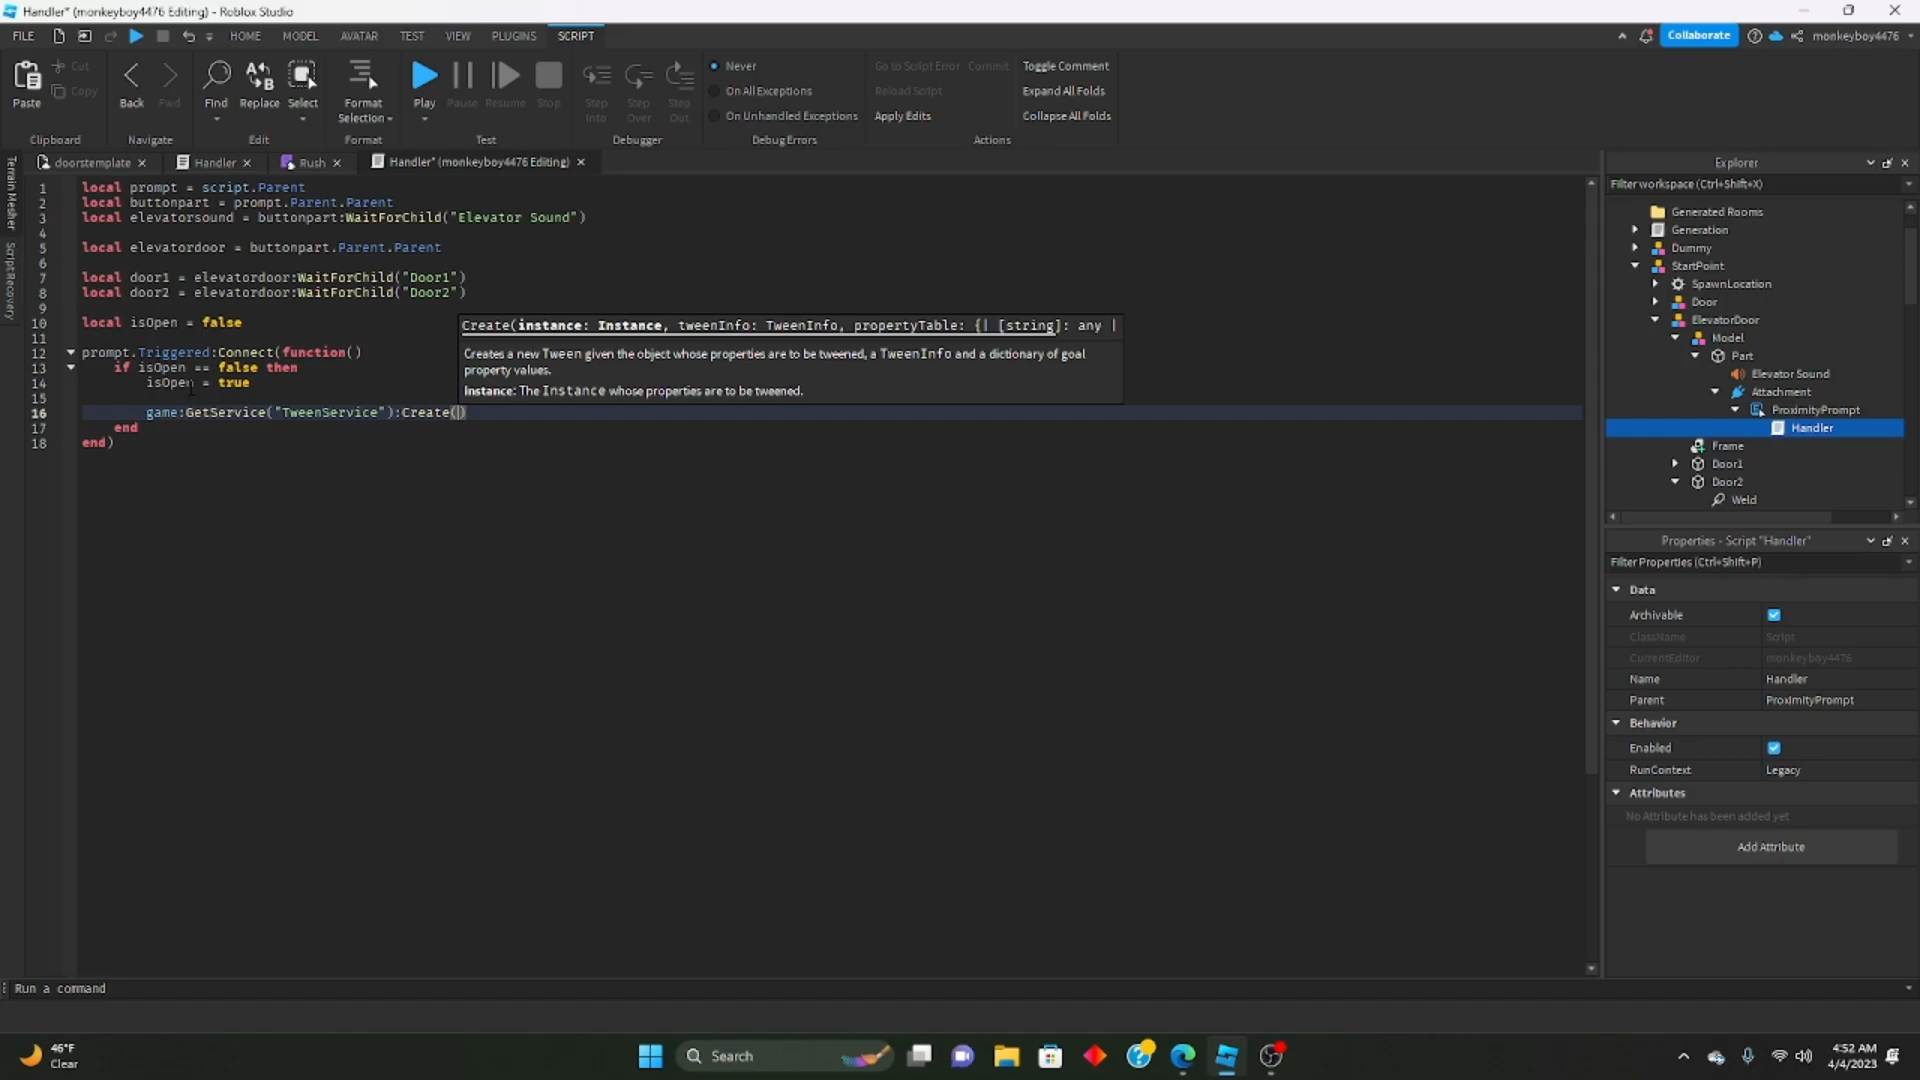 Handler* (monkeyboy4476 Editing) - Roblox Studio
FILE HOME MODEL AVATAR TEST VIEW PLUGINS SCRIPT Collaborate monkeyboy4476
Paste Cut Copy Back Fwd Find Replace Select Format Selection Play Pause Resume Stop Step Into Step Over Step Out
Never Go to Script Error Commit Toggle Comment
On All Exceptions Reload Script Expand All Folds
On Unhandled Exceptions Apply Edits Collapse All Folds
Clipboard Navigate Edit Format Test Debugger Debug Errors Actions
doorstemplate Handler Rush Handler* (monkeyboy4476 Editing)
Terrain Mesher
Script Recovery
1 local prompt = script.Parent
2 local buttonpart = prompt.Parent.Parent
3 local elevatorsound = buttonpart:WaitForChild("Elevator Sound")
4
5 local elevatordoor = buttonpart.Parent.Parent
6
7 local door1 = elevatordoor:WaitForChild("Door1")
8 local door2 = elevatordoor:WaitForChild("Door2")
9
10 local isOpen = false
11
12 prompt.Triggered:Connect(function()
13 if isOpen == false then
14 isOpen = true
15
16 game:GetService("TweenService"):Create()
17 end
18 end)
Create(instance: Instance, tweenInfo: TweenInfo, propertyTable: {| [string]: any |
Creates a new Tween given the object whose properties are to be tweened, a TweenInfo and a dictionary of goal
property values.
instance: The Instance whose properties are to be tweened.
Explorer
Filter workspace (Ctrl+Shift+X)
Generated Rooms
Generation
Dummy
StartPoint
SpawnLocation
Door
ElevatorDoor
Model
Part
Elevator Sound
Attachment
ProximityPrompt
Handler
Frame
Door1
Door2
Weld
Properties - Script "Handler"
Filter Properties (Ctrl+Shift+P)
Data
Archivable
ClassName Script
CurrentEditor monkeyboy4476
Name Handler
Parent ProximityPrompt
Behavior
Enabled
RunContext Legacy
Attributes
No Attribute has been added yet
Add Attribute
Run a command
46°F
Clear
Search
4:52 AM
4/4/2023